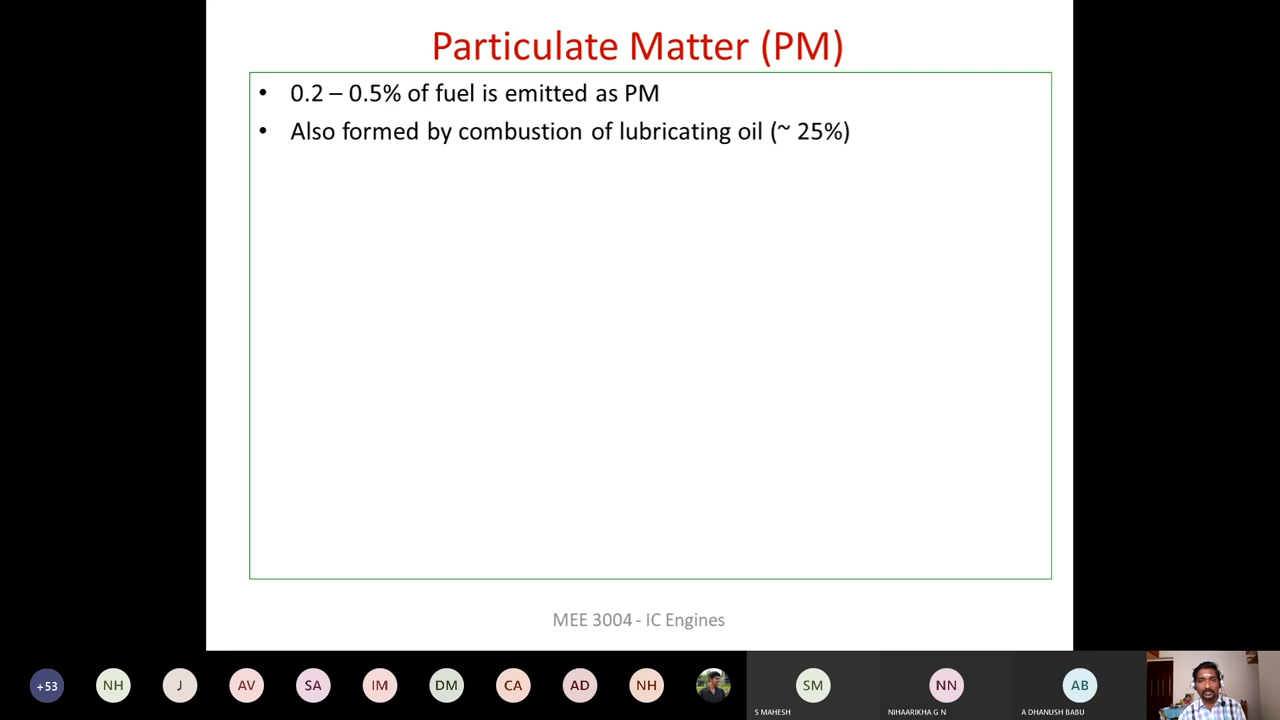 Particulate Matter (PM)
• 0.2 – 0.5% of fuel is emitted as PM
• Also formed by combustion of lubricating oil (~ 25%)
MEE 3004 - IC Engines
+53
NH
J
AV
SA
IM
DM
CA
AD
NH
SM
NN
AB
S MAHESH
NIHAARIKHA G N
A DHANUSH BABU